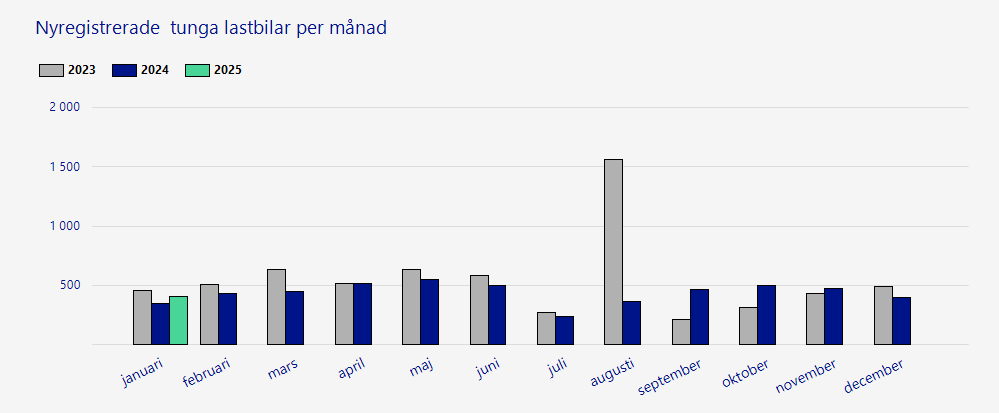 Nyregistrerade  tunga lastbilar per månad
2023 2024 2025
2 000
1 500
1 000
500
januari februari mars april maj juni juli augusti september oktober november december